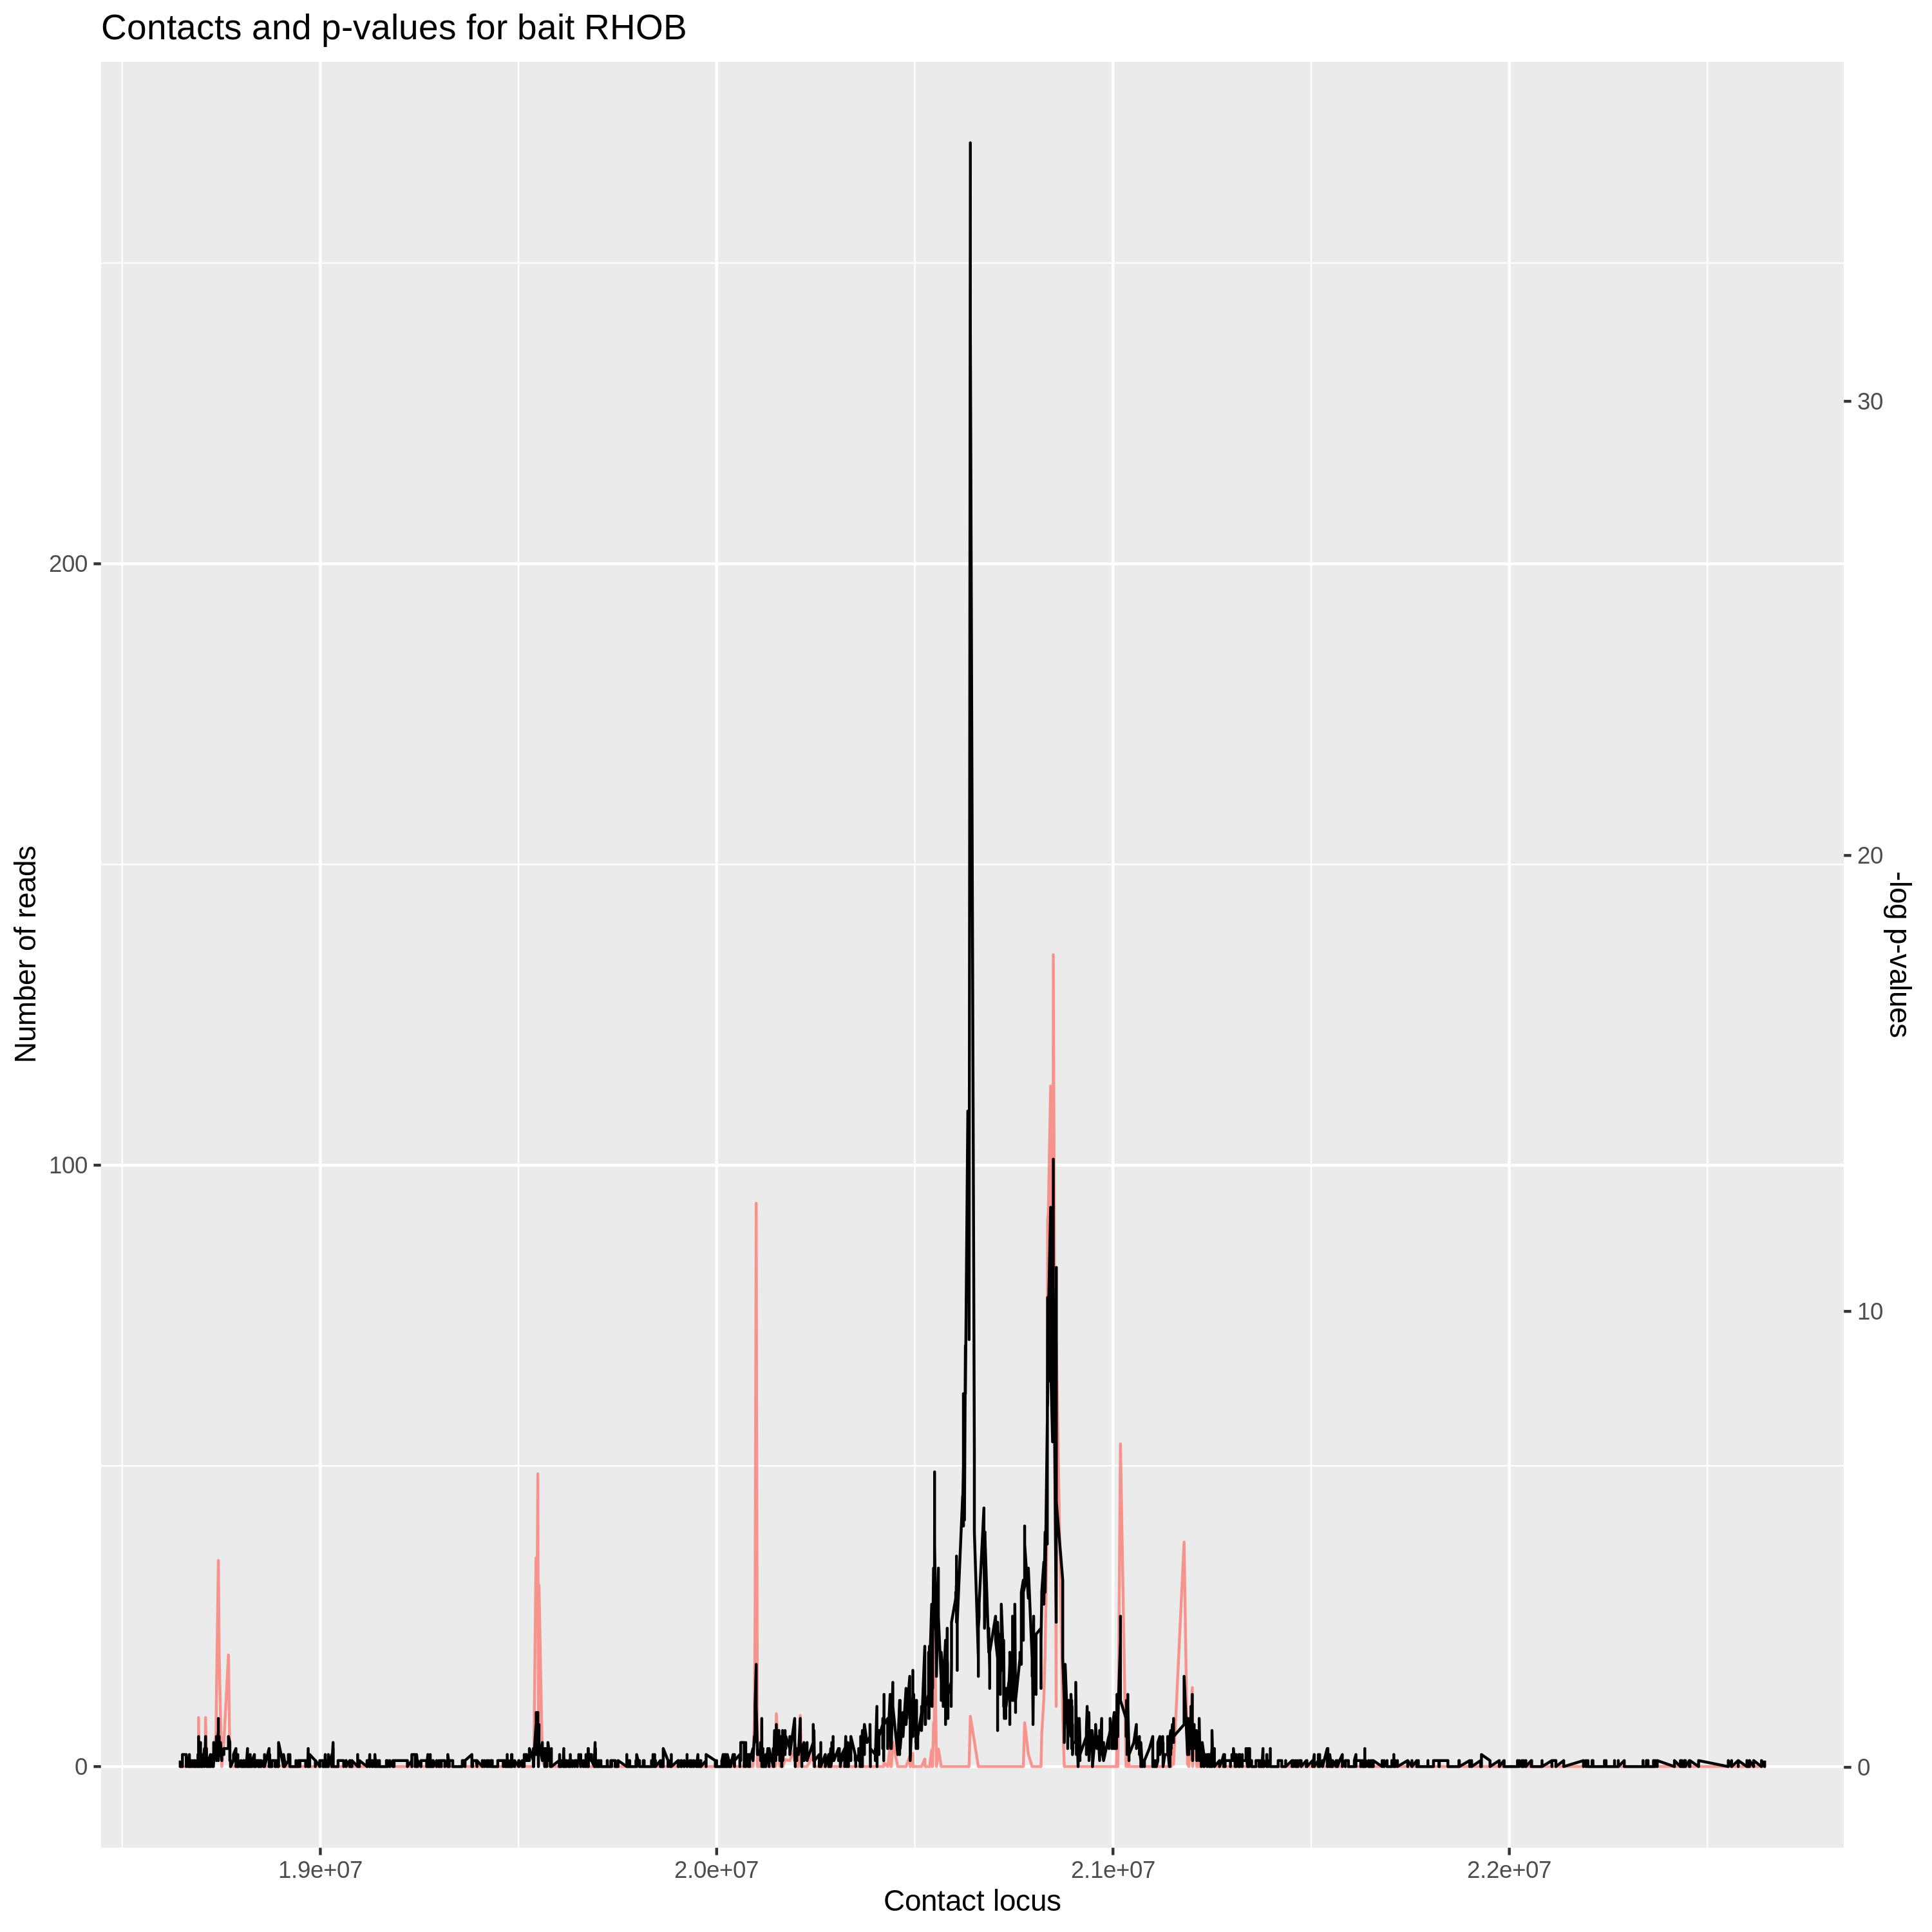 Contacts and p-values for bait RHOB
Number of reads
200
100
0
30
20
10
0
-log p-values
1.9e+07
2.0e+07
2.1e+07
2.2e+07
Contact locus